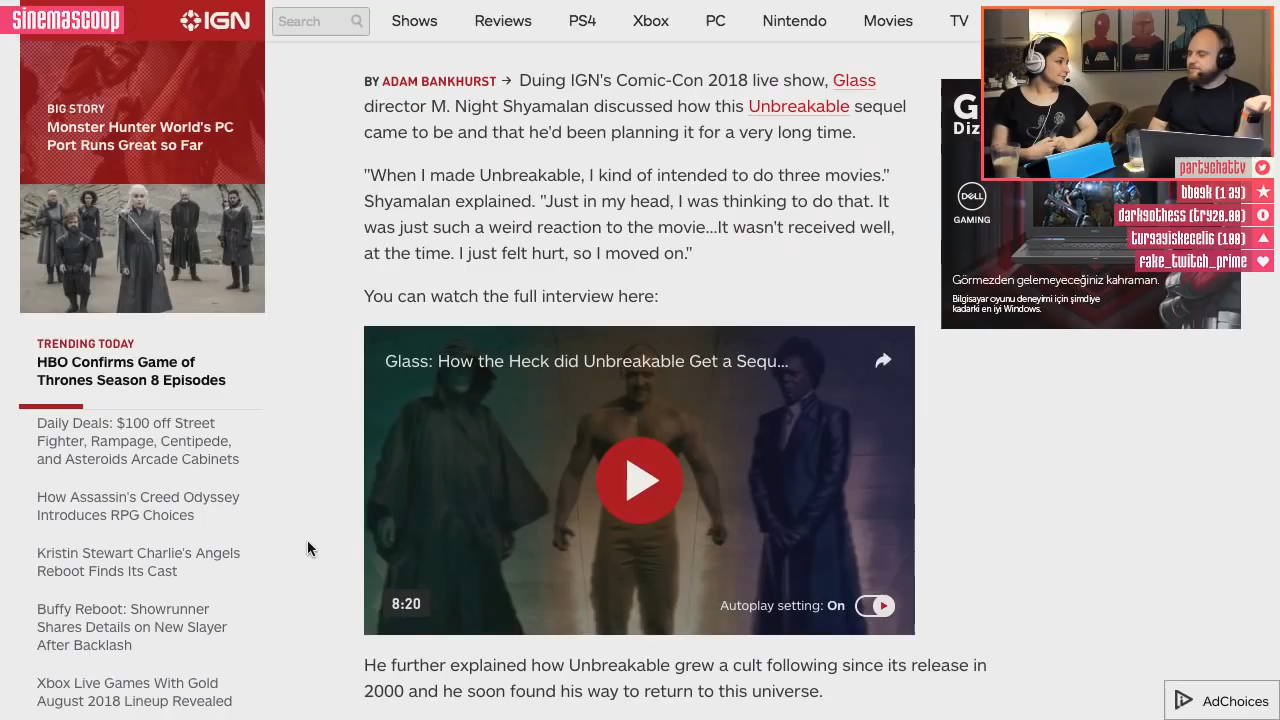 sinemascoop
IGN
Search
Shows
Reviews
PS4
Xbox
PC
Nintendo
Movies
TV
BIG STORY
Monster Hunter World's PC
Port Runs Great so Far
TRENDING TODAY
HBO Confirms Game of
Thrones Season 8 Episodes
Daily Deals: $100 off Street
Fighter, Rampage, Centipede,
and Asteroids Arcade Cabinets
How Assassin's Creed Odyssey
Introduces RPG Choices
Kristin Stewart Charlie's Angels
Reboot Finds Its Cast
Buffy Reboot: Showrunner
Shares Details on New Slayer
After Backlash
Xbox Live Games With Gold
August 2018 Lineup Revealed
BY ADAM BANKHURST → Duing IGN's Comic-Con 2018 live show, Glass
director M. Night Shyamalan discussed how this Unbreakable sequel
came to be and that he'd been planning it for a very long time.
"When I made Unbreakable, I kind of intended to do three movies."
Shyamalan explained. "Just in my head, I was thinking to do that. It
was just such a weird reaction to the movie...It wasn't received well,
at the time. I just felt hurt, so I moved on."
You can watch the full interview here:
Glass: How the Heck did Unbreakable Get a Sequ...
8:20
Autoplay setting: On
He further explained how Unbreakable grew a cult following since its release in
2000 and he soon found his way to return to this universe.
G
Diz
DELL
GAMING
Görmezden gelemeyeceğiniz kahraman.
Bilgisayar oyunu deneyimi için şimdiye
kadarki en iyi Windows.
partychattv
bbesk (139)
darkgothess (try20.00)
turgayiskeceli6 (100)
fake_twitch_prime
AdChoices